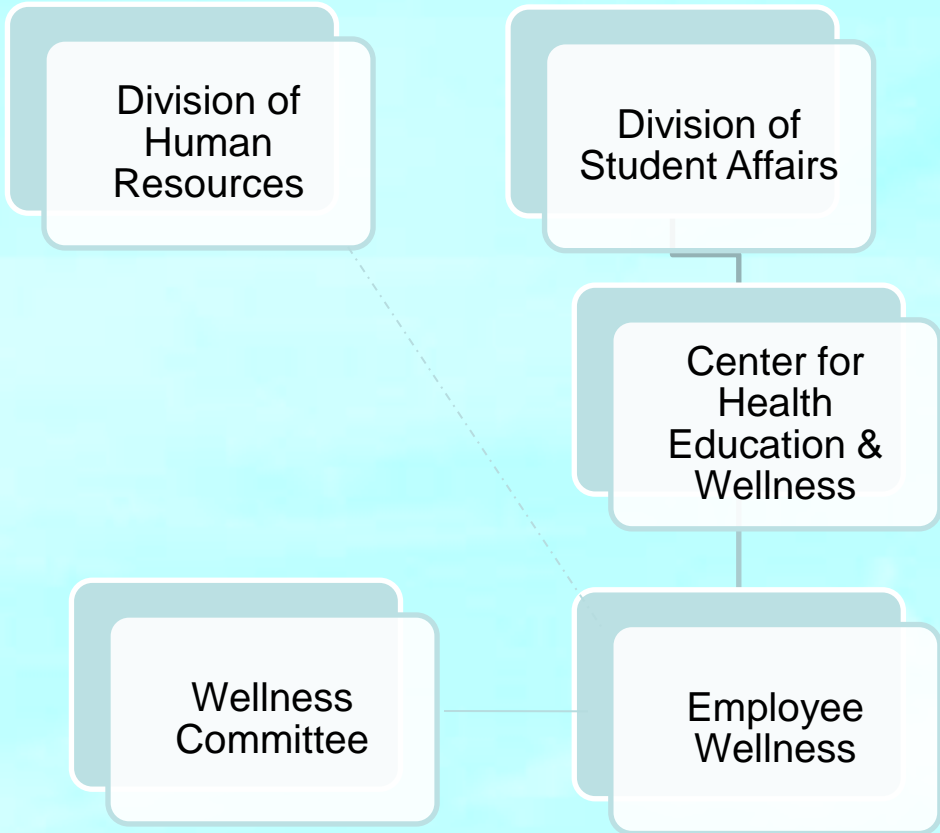 Division of
Human
Resources
Division of
Student Affairs
Center for
Health
Education &
Wellness
Wellness
Committee
Employee
Wellness